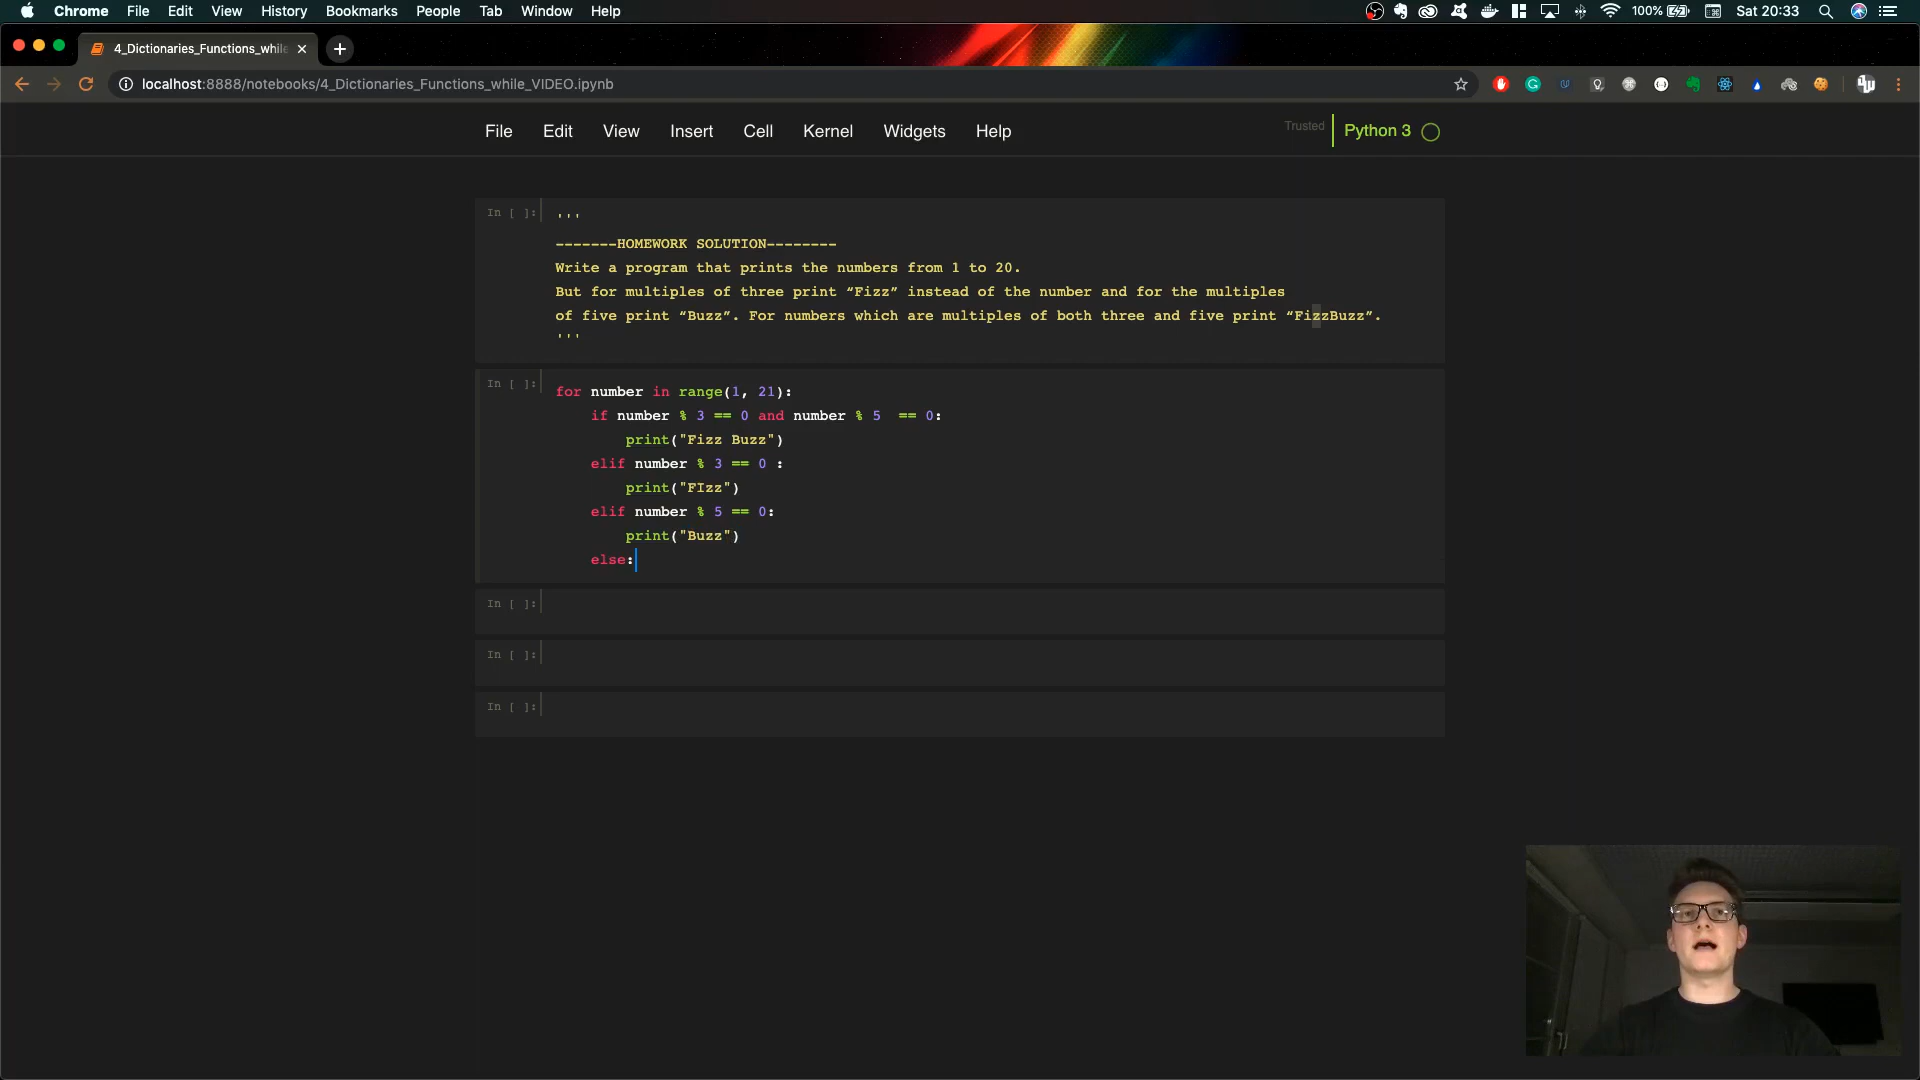 Chrome File Edit View History Bookmarks People Tab Window Help 100% Sat 20:33
4_Dictionaries_Functions_while
localhost:8888/notebooks/4_Dictionaries_Functions_while_VIDEO.ipynb
File Edit View Insert Cell Kernel Widgets Help Trusted Python 3
In [ ]: '''
-------HOMEWORK SOLUTION--------
Write a program that prints the numbers from 1 to 20.
But for multiples of three print “Fizz” instead of the number and for the multiples
of five print “Buzz”. For numbers which are multiples of both three and five print “FizzBuzz”.
'''
In [ ]: for number in range(1, 21):
if number % 3 == 0 and number % 5  == 0:
print("Fizz Buzz")
elif number % 3 == 0 :
print("FIzz")
elif number % 5 == 0:
print("Buzz")
else:
In [ ]:
In [ ]:
In [ ]: